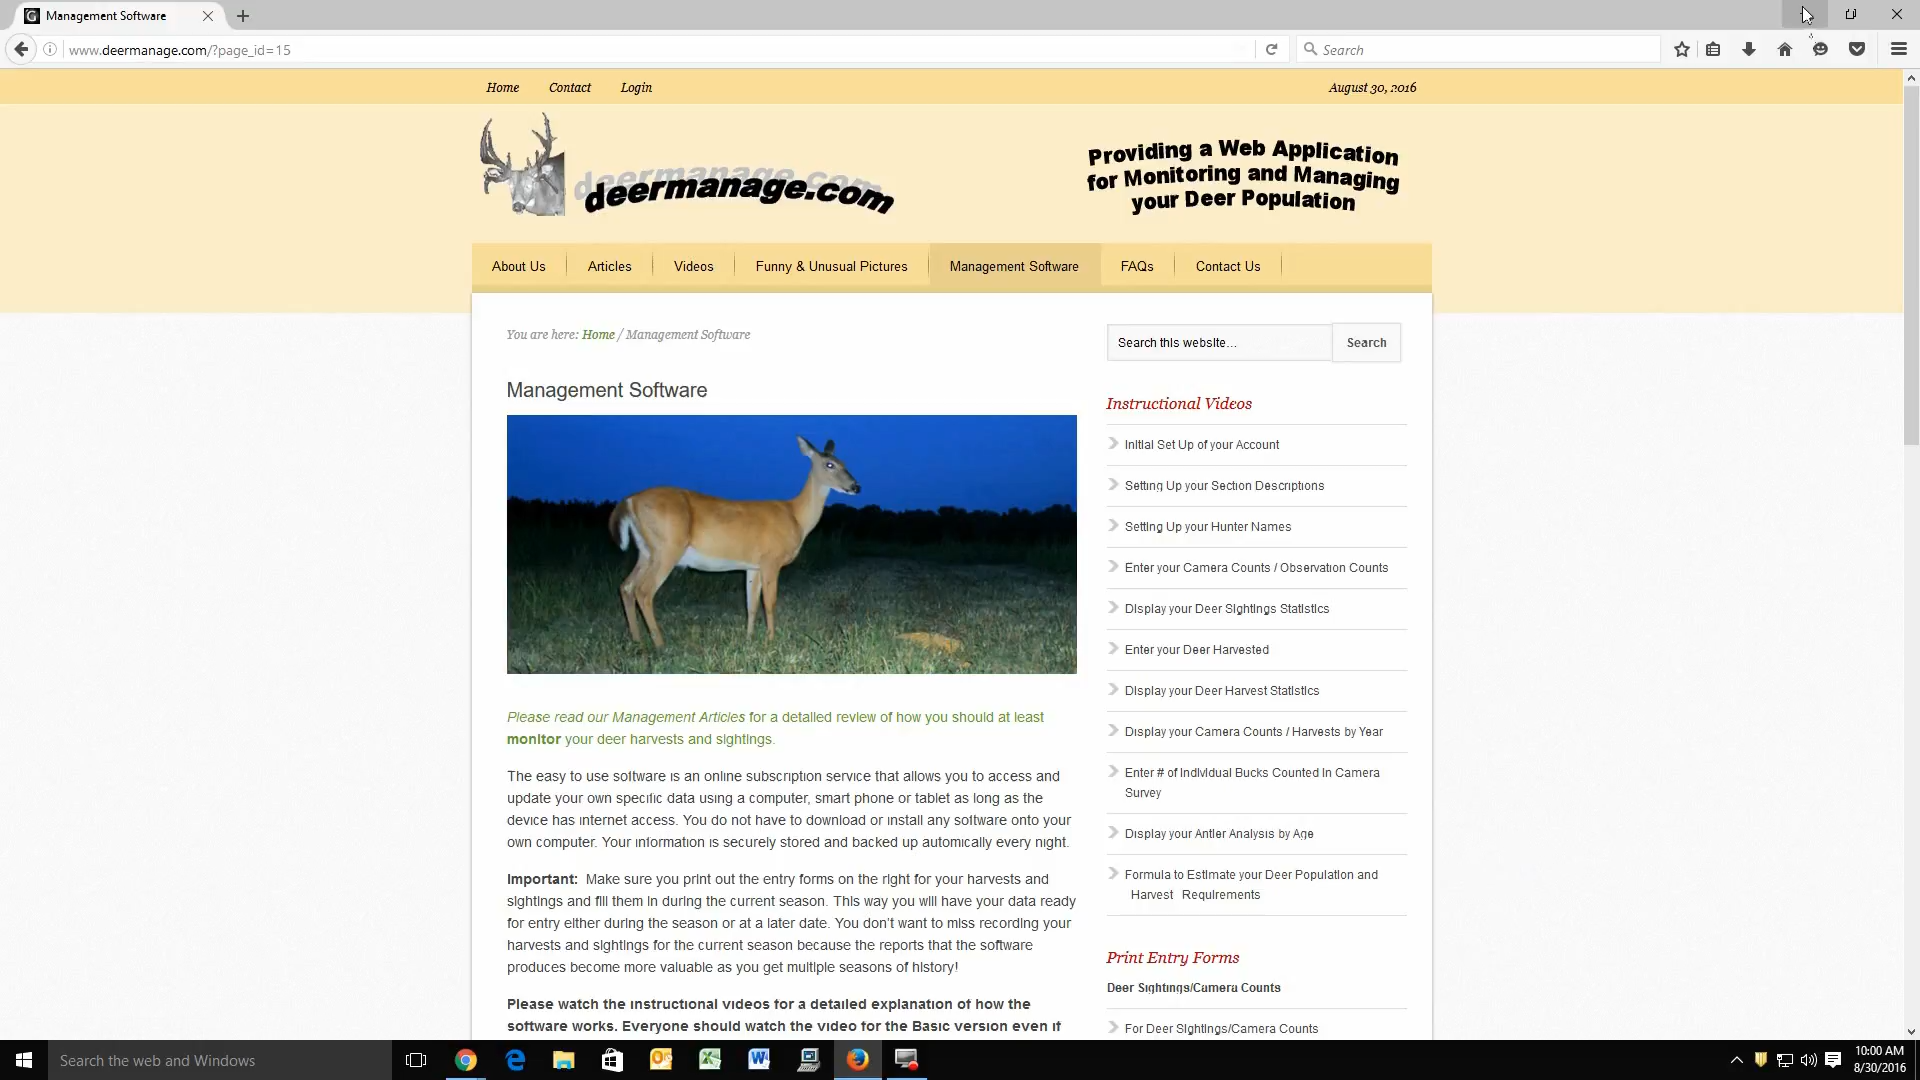 Management Software
www.deermanage.com/?page_id=15
Search
Home Contact Login August 30, 2016
deermanage.com
Providing a Web Application
for Monitoring and Managing
your Deer Population
About Us Articles Videos Funny & Unusual Pictures Management Software FAQs Contact Us
You are here: Home / Management Software
Search this website... Search
Management Software
Please read our Management Articles for a detailed review of how you should at least
monitor your deer harvests and sightings.
The easy to use software is an online subscription service that allows you to access and
update your own specific data using a computer, smart phone or tablet as long as the
device has internet access. You do not have to download or install any software onto your
own computer. Your information is securely stored and backed up automically every night.
Important: Make sure you print out the entry forms on the right for your harvests and
sightings and fill them in during the current season. This way you will have your data ready
for entry either during the season or at a later date. You don't want to miss recording your
harvests and sightings for the current season because the reports that the software
produces become more valuable as you get multiple seasons of history!
Please watch the instructional videos for a detailed explanation of how the
software works. Everyone should watch the video for the Basic version even if
Instructional Videos
Initial Set Up of your Account
Setting Up your Section Descriptions
Setting Up your Hunter Names
Enter your Camera Counts / Observation Counts
Display your Deer Sightings Statistics
Enter your Deer Harvested
Display your Deer Harvest Statistics
Display your Camera Counts / Harvests by Year
Enter # of Individual Bucks Counted in Camera
Survey
Display your Antler Analysis by Age
Formula to Estimate your Deer Population and
Harvest Requirements
Print Entry Forms
Deer Sightings/Camera Counts
For Deer Sightings/Camera Counts
Search the web and Windows
10:00 AM
8/30/2016